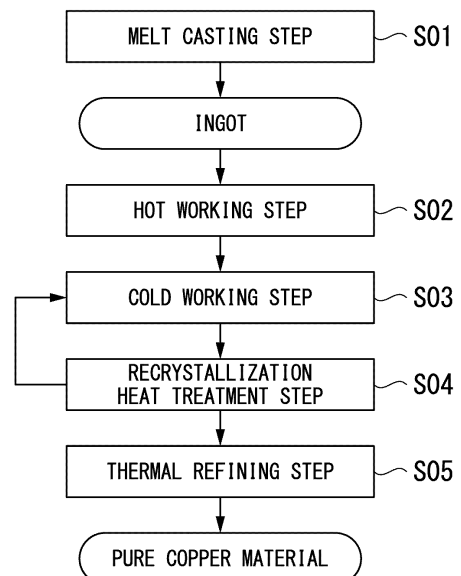 MELT CASTING STEP S01
INGOT
HOT WORKING STEP S02
COLD WORKING STEP S03
RECRYSTALLIZATION
HEAT TREATMENT STEP S04
THERMAL REFINING STEP S05
PURE COPPER MATERIAL